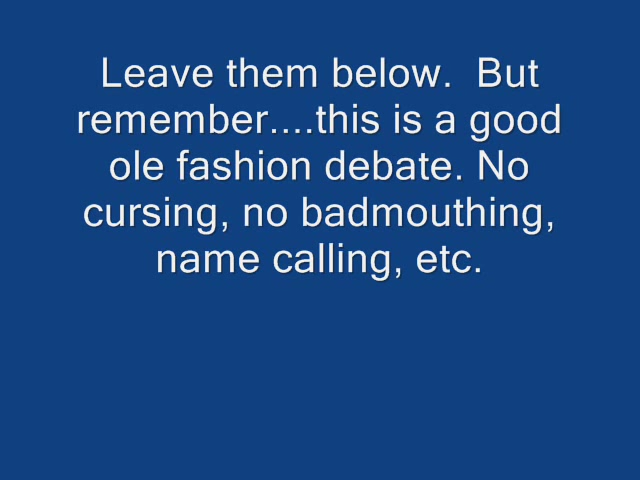 Leave them below.  But
remember....this is a good
ole fashion debate. No
cursing, no badmouthing,
name calling, etc.